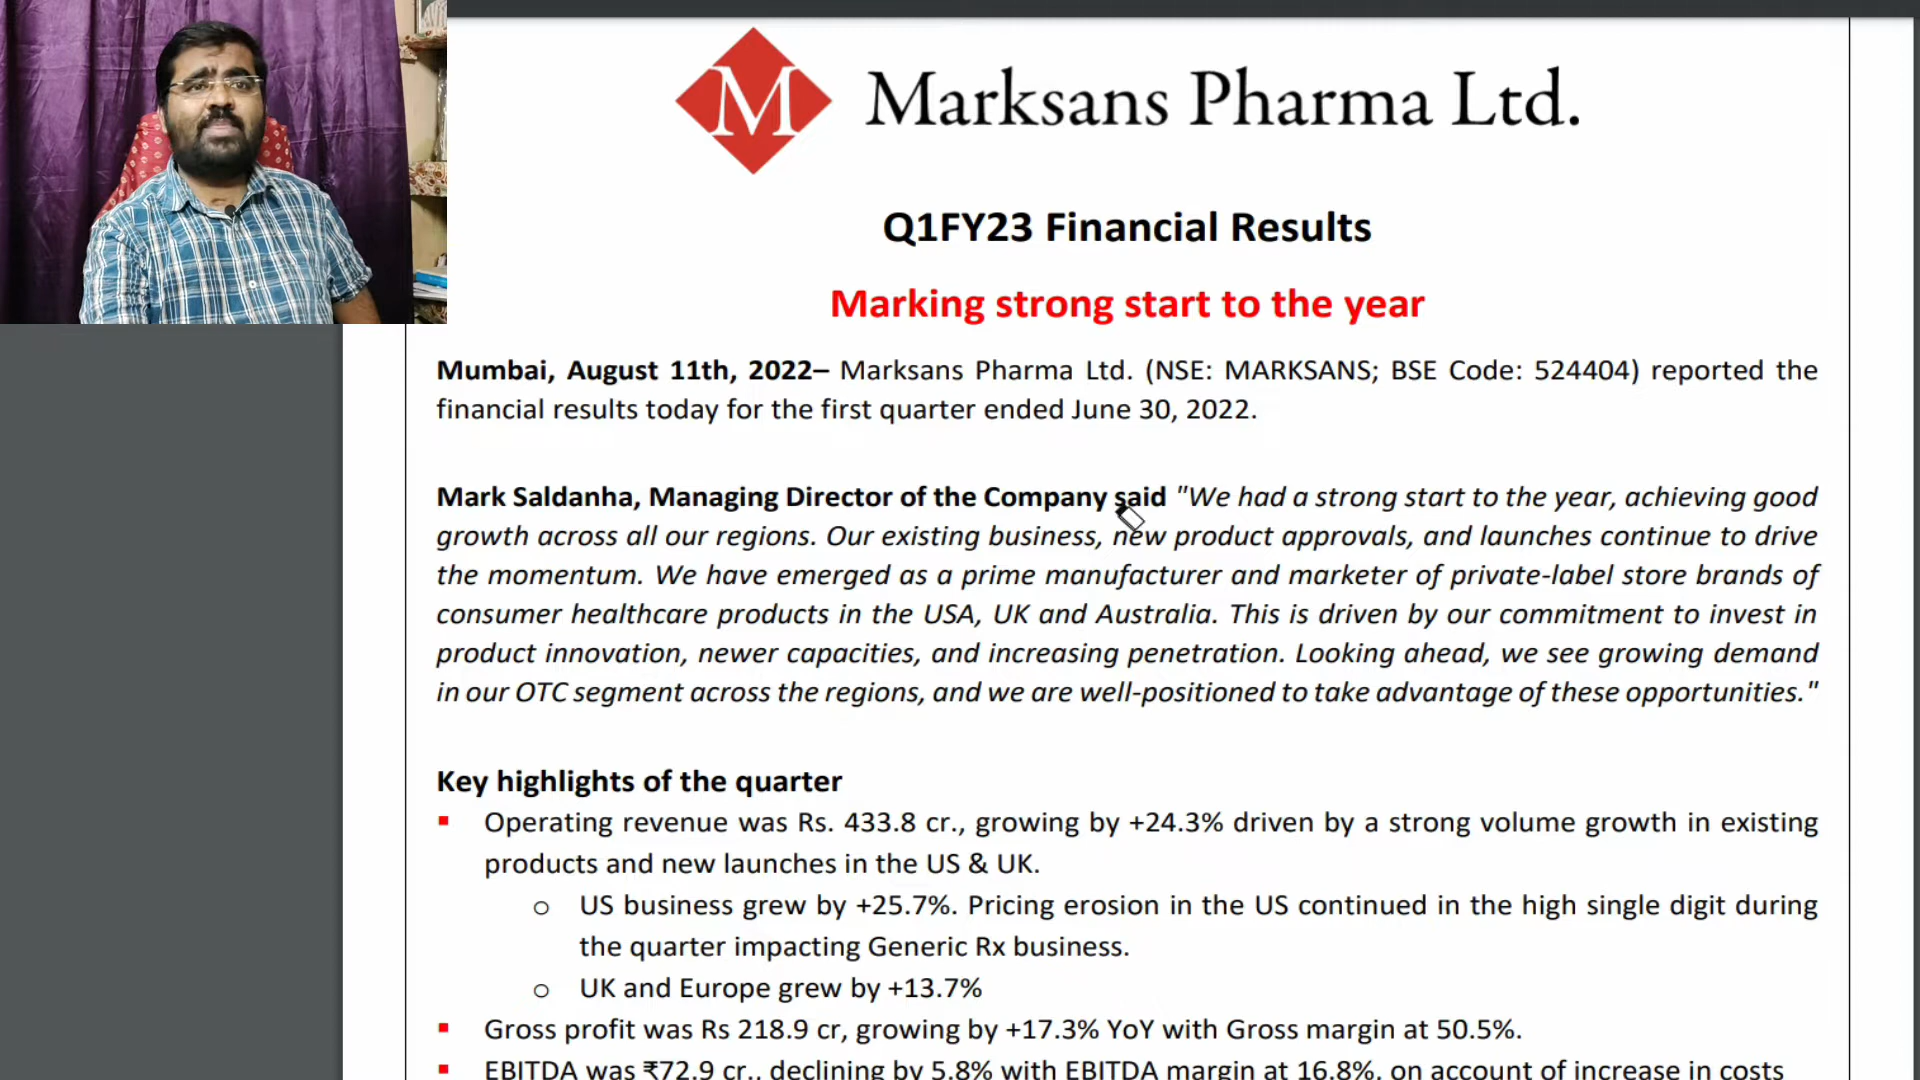 M Marksans Pharma Ltd.
Q1FY23 Financial Results
Marking strong start to the year
Mumbai, August 11th, 2022– Marksans Pharma Ltd. (NSE: MARKSANS; BSE Code: 524404) reported the
financial results today for the first quarter ended June 30, 2022.
Mark Saldanha, Managing Director of the Company said "We had a strong start to the year, achieving good
growth across all our regions. Our existing business, new product approvals, and launches continue to drive
the momentum. We have emerged as a prime manufacturer and marketer of private-label store brands of
consumer healthcare products in the USA, UK and Australia. This is driven by our commitment to invest in
product innovation, newer capacities, and increasing penetration. Looking ahead, we see growing demand
in our OTC segment across the regions, and we are well-positioned to take advantage of these opportunities."
Key highlights of the quarter
▪ Operating revenue was Rs. 433.8 cr., growing by +24.3% driven by a strong volume growth in existing
products and new launches in the US & UK.
o US business grew by +25.7%. Pricing erosion in the US continued in the high single digit during
the quarter impacting Generic Rx business.
o UK and Europe grew by +13.7%
▪ Gross profit was Rs 218.9 cr, growing by +17.3% YoY with Gross margin at 50.5%.
▪ EBITDA was ₹72.9 cr., declining by 5.8% with EBITDA margin at 16.8%, on account of increase in costs